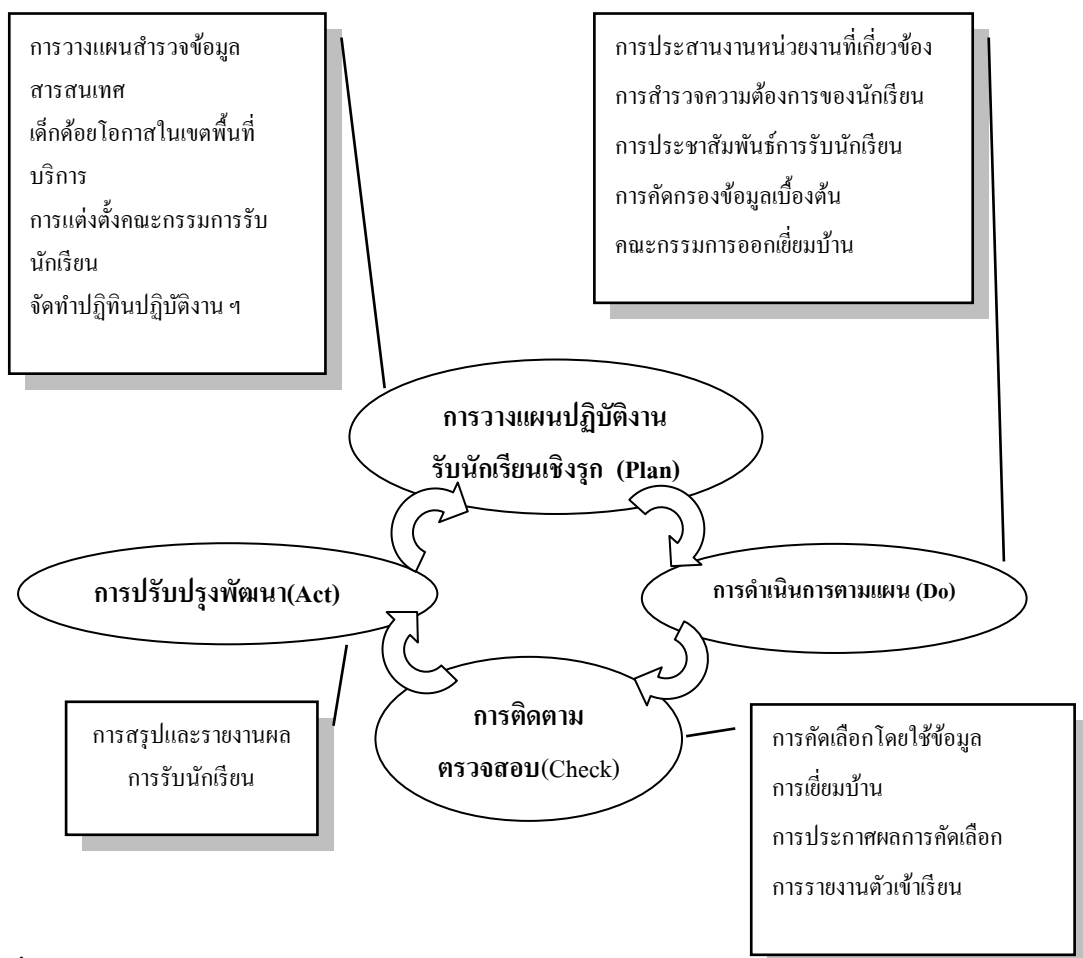 การวางแผนสำรวจข้อมูล
สารสนเทศ
เด็กด้อยโอกาสในเขตพื้นที่
บริการ
การแต่งตั้งคณะกรรมการรับ
นักเรียน
จัดทำปฏิทินปฏิบัติงาน ฯ
การประสานงานหน่วยงานที่เกี่ยวข้อง
การสำรวจความต้องการของนักเรียน
การประชาสัมพันธ์การรับนักเรียน
การคัดกรองข้อมูลเบื้องต้น
คณะกรรมการออกเยี่ยมบ้าน
การวางแผนปฏิบัติงาน
รับนักเรียนเชิงรุก (Plan)
การปรับปรุงพัฒนา(Act)
การดำเนินการตามแผน (Do)
การติดตาม
ตรวจสอบ(Check)
การสรุปและรายงานผล
การรับนักเรียน
การคัดเลือกโดยใช้ข้อมูล
การเยี่ยมบ้าน
การประกาศผลการคัดเลือก
การรายงานตัวเข้าเรียน